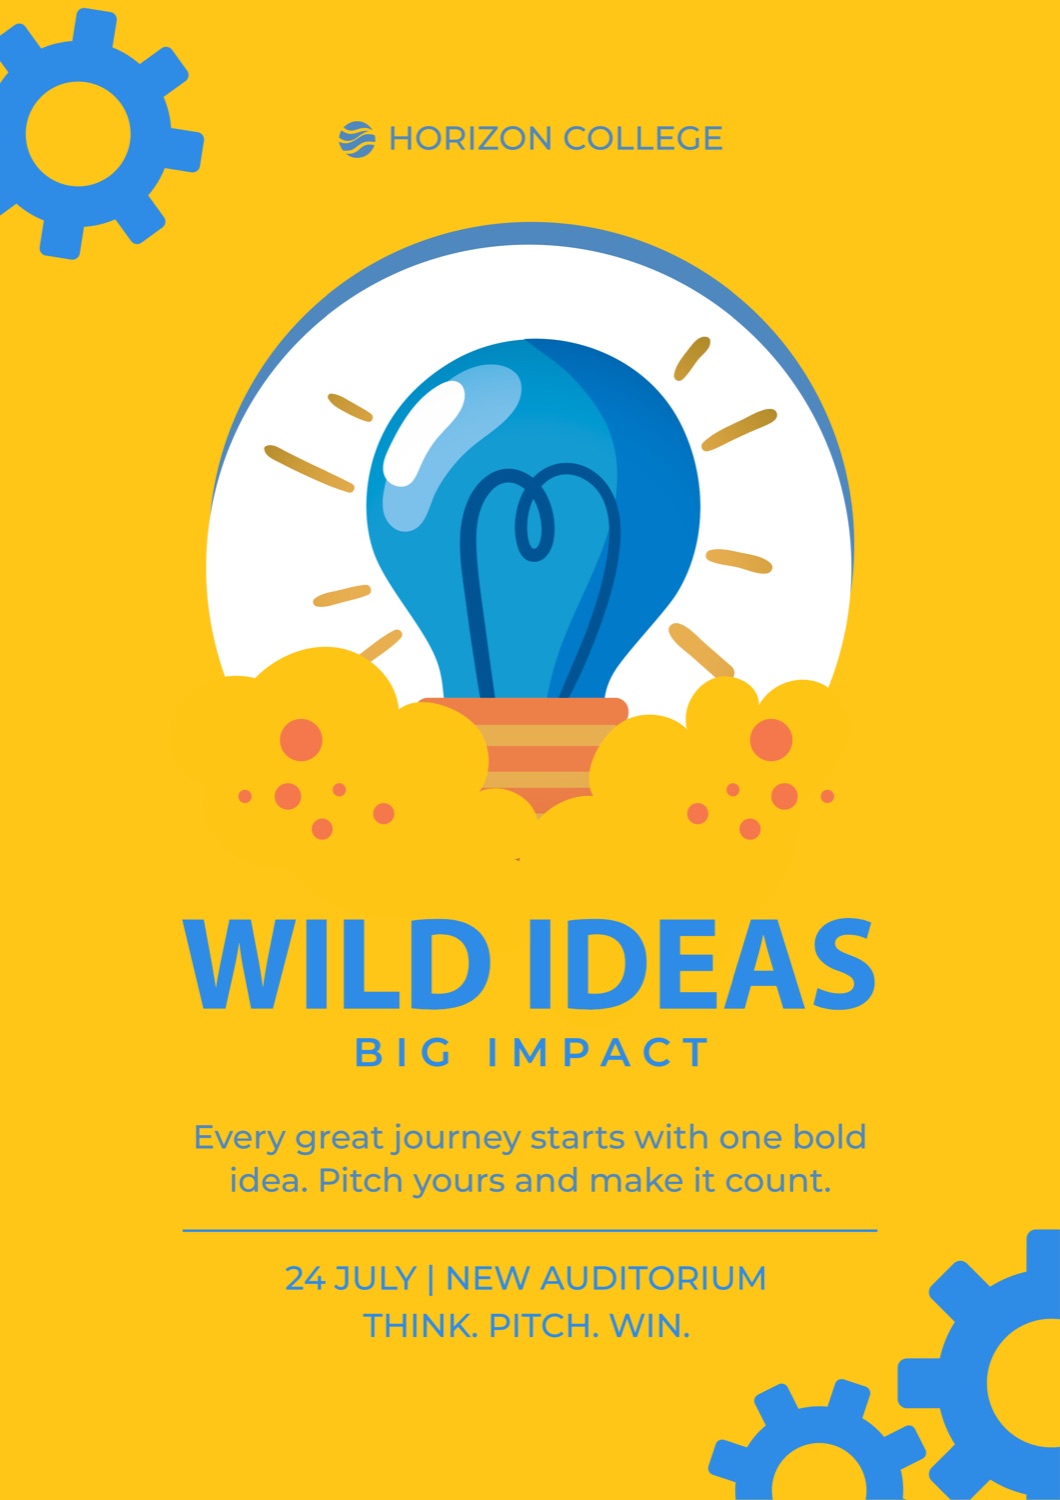 HORIZON COLLEGE
WILD IDEAS
BIG IMPACT
Every great journey starts with one bold
idea. Pitch yours and make it count.
24 JULY | NEW AUDITORIUM
THINK. PITCH. WIN.